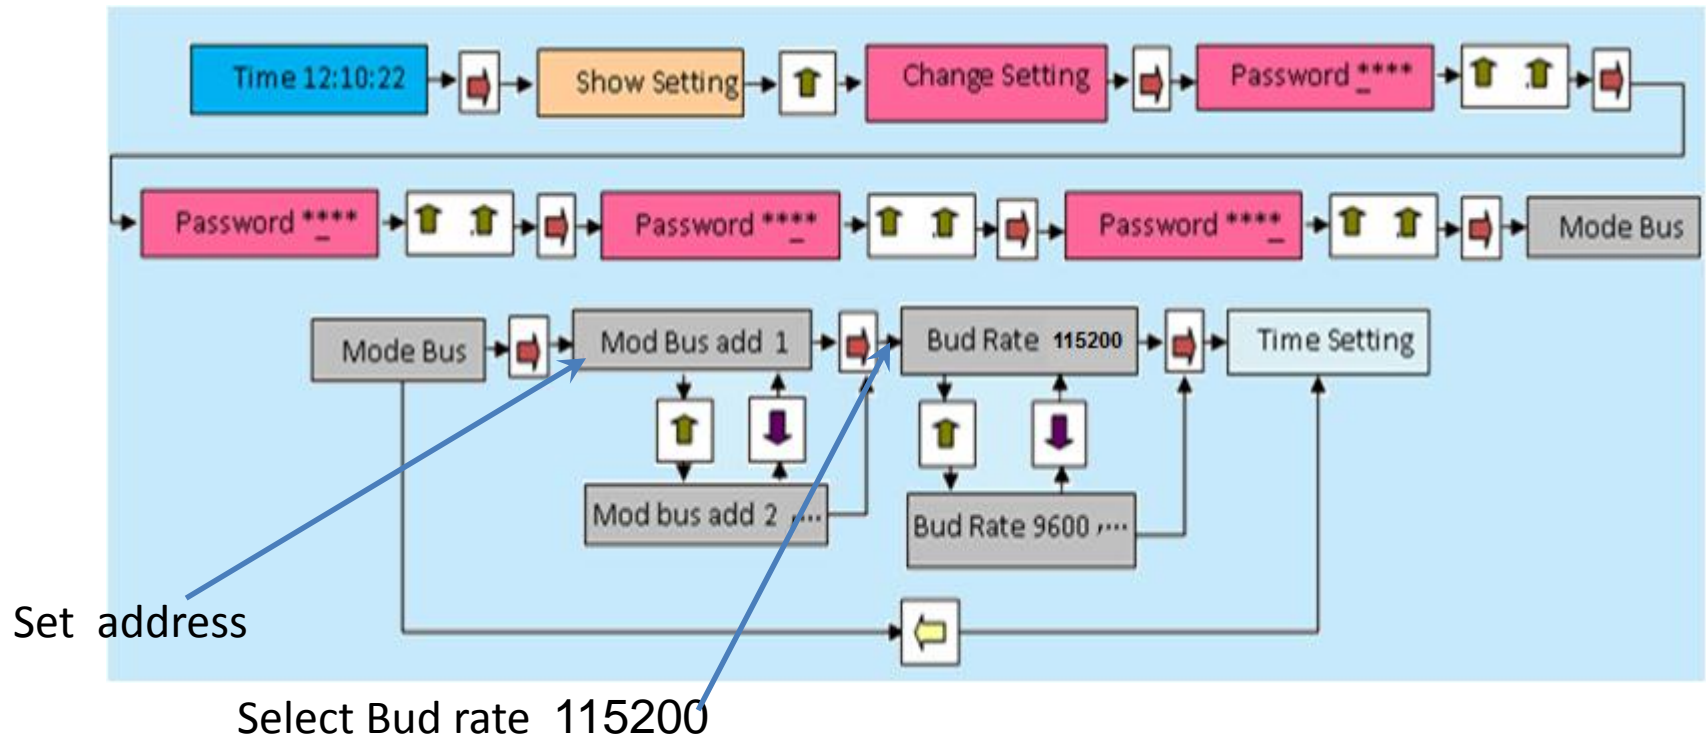 Time 12:10:22
Show Setting
Change Setting
Password ****
Password ****
Password ****
Password ****
Mode Bus
Mode Bus
Mod Bus add 1
Bud Rate 115200
Time Setting
Mod bus add 2 ,...
Bud Rate 9600 ,...
Set address
Select Bud rate 115200